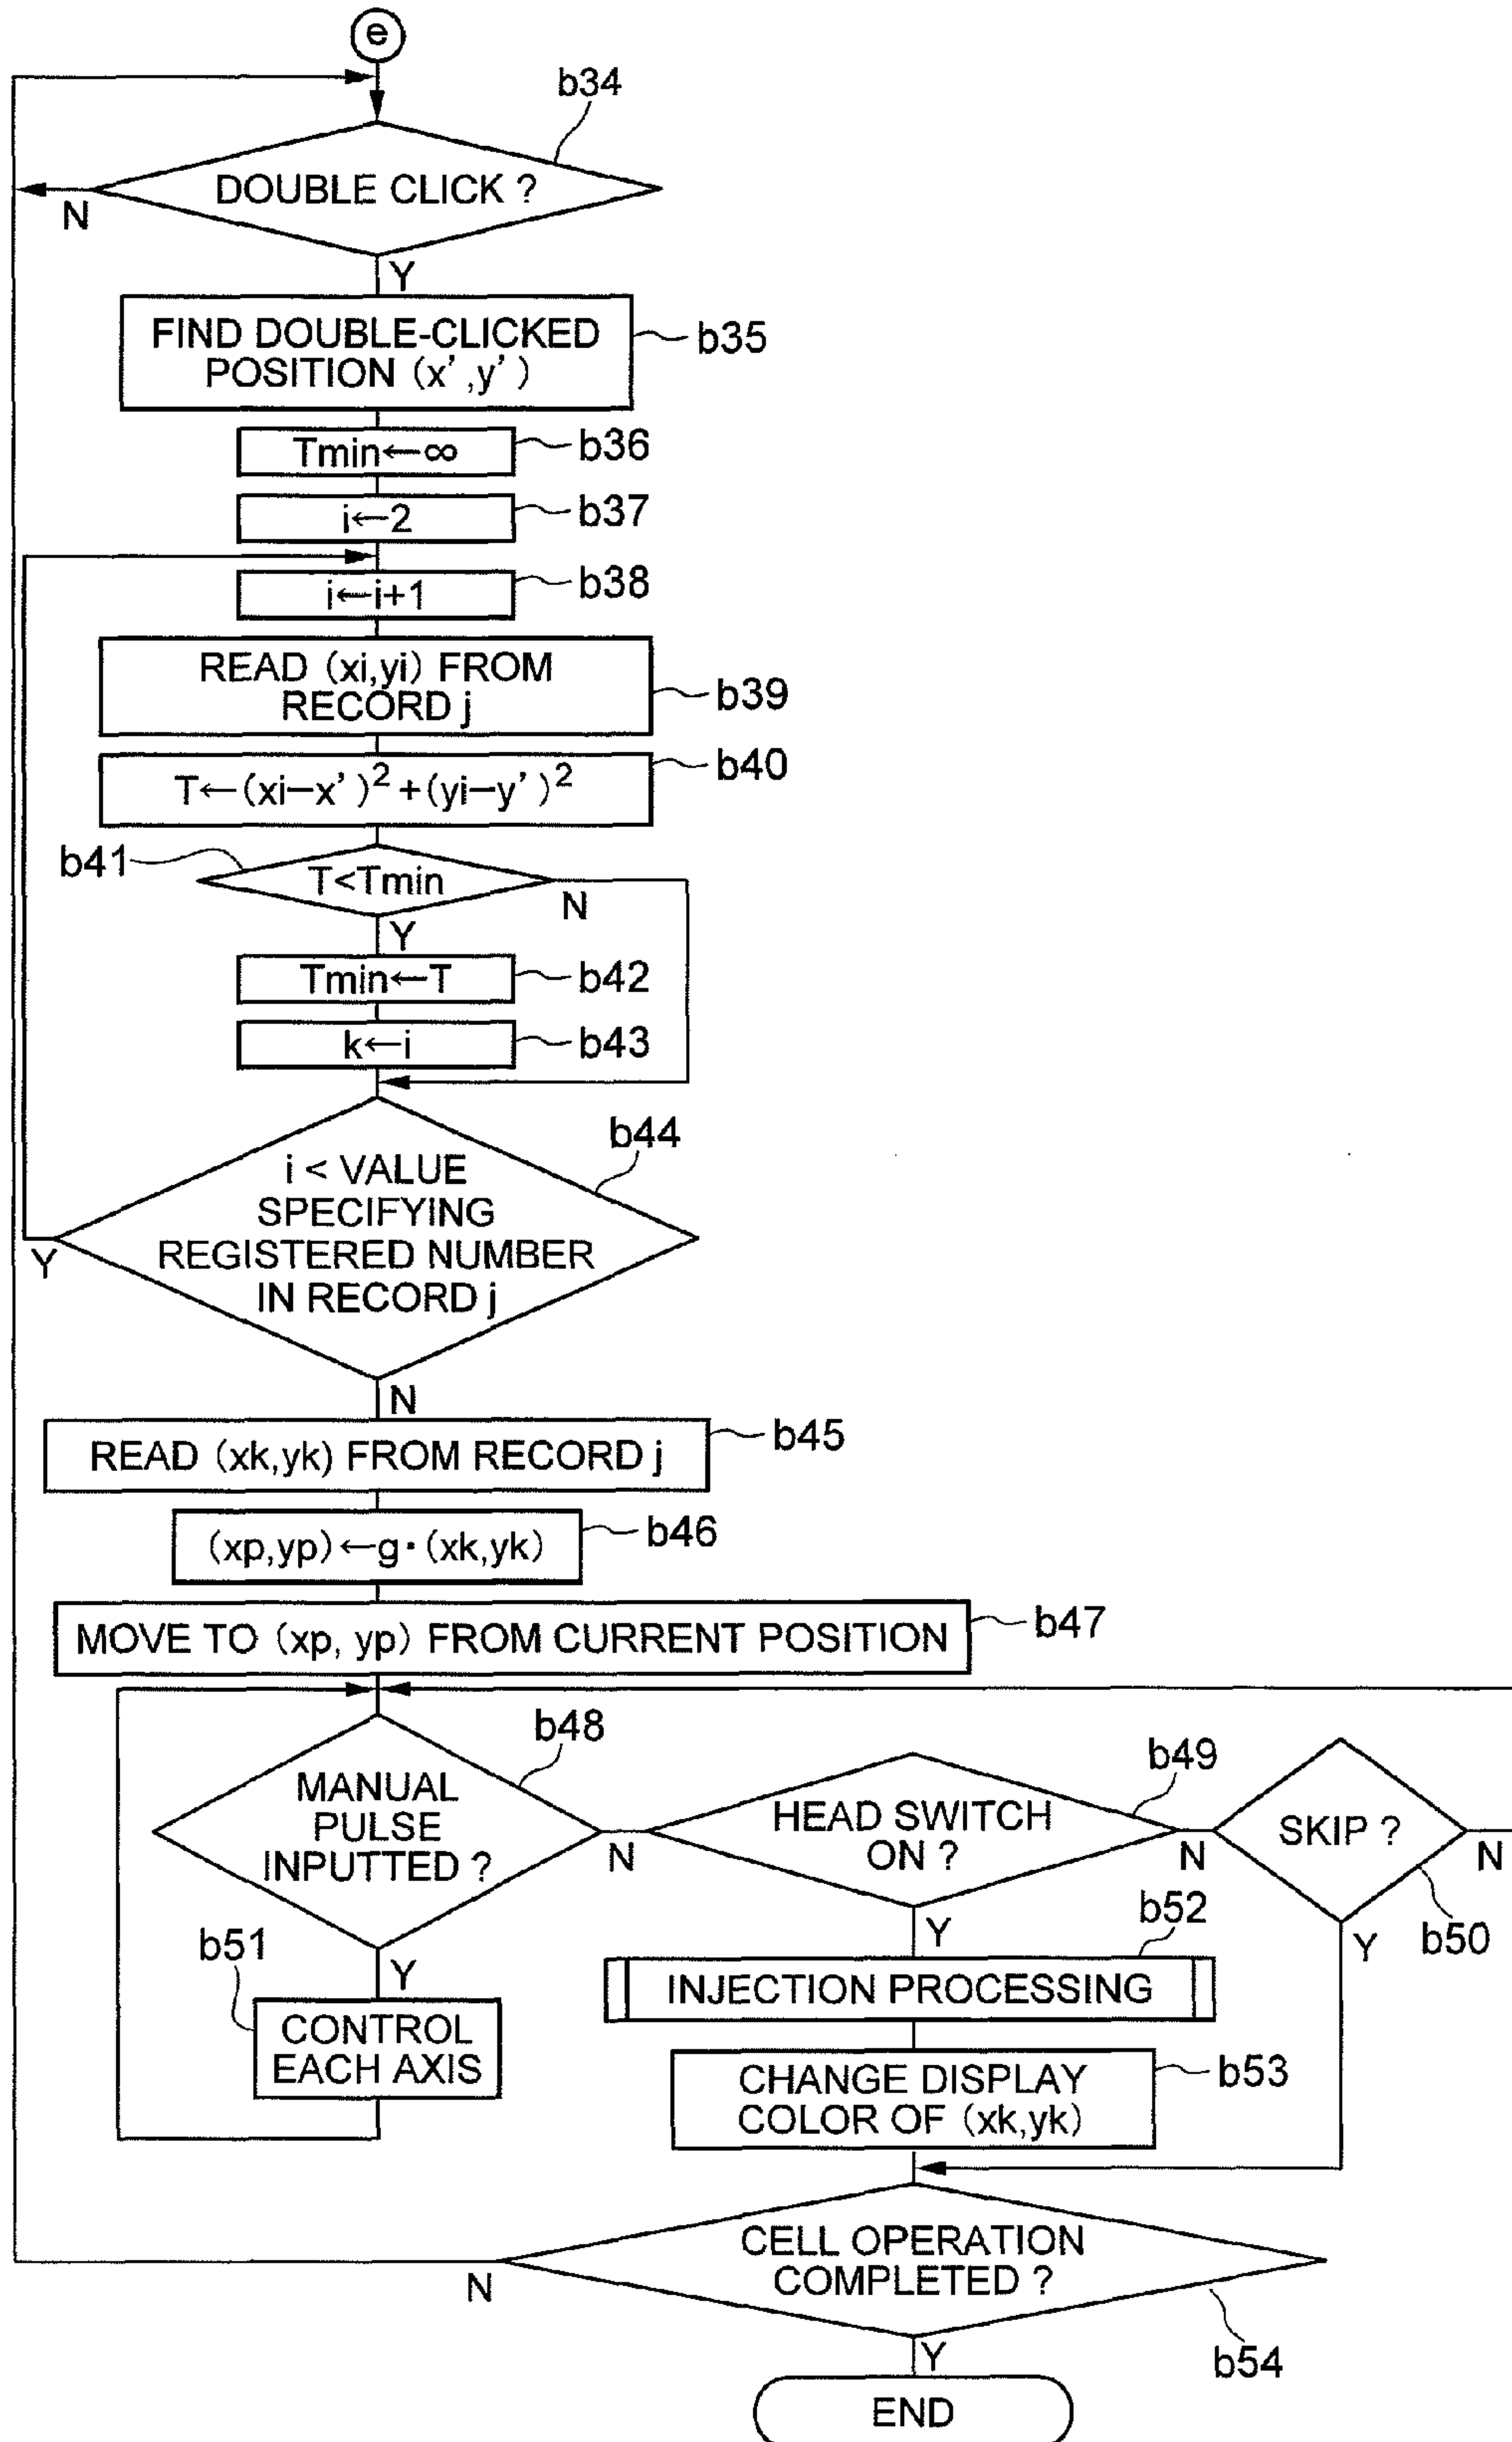 e
b34
DOUBLE CLICK ?
N
Y
FIND DOUBLE-CLICKED
POSITION (x',y')
b35
Tmin←∞
b36
i←2
b37
i←i+1
b38
READ (xi,yi) FROM
RECORD j
b39
T←(xi−x')²+(yi−y')²
b40
b41
T<Tmin
N
Y
Tmin←T
b42
k←i
b43
b44
i < VALUE
SPECIFYING
REGISTERED NUMBER
IN RECORD j
Y
N
READ (xk,yk) FROM RECORD j
b45
(xp,yp)←g·(xk,yk)
b46
MOVE TO (xp, yp) FROM CURRENT POSITION
b47
b48
MANUAL
PULSE
INPUTTED ?
N
Y
b49
HEAD SWITCH
ON ?
N
Y
SKIP ?
N
Y
b50
b51
CONTROL
EACH AXIS
b52
INJECTION PROCESSING
CHANGE DISPLAY
COLOR OF (xk,yk)
b53
CELL OPERATION
COMPLETED ?
N
Y
b54
END